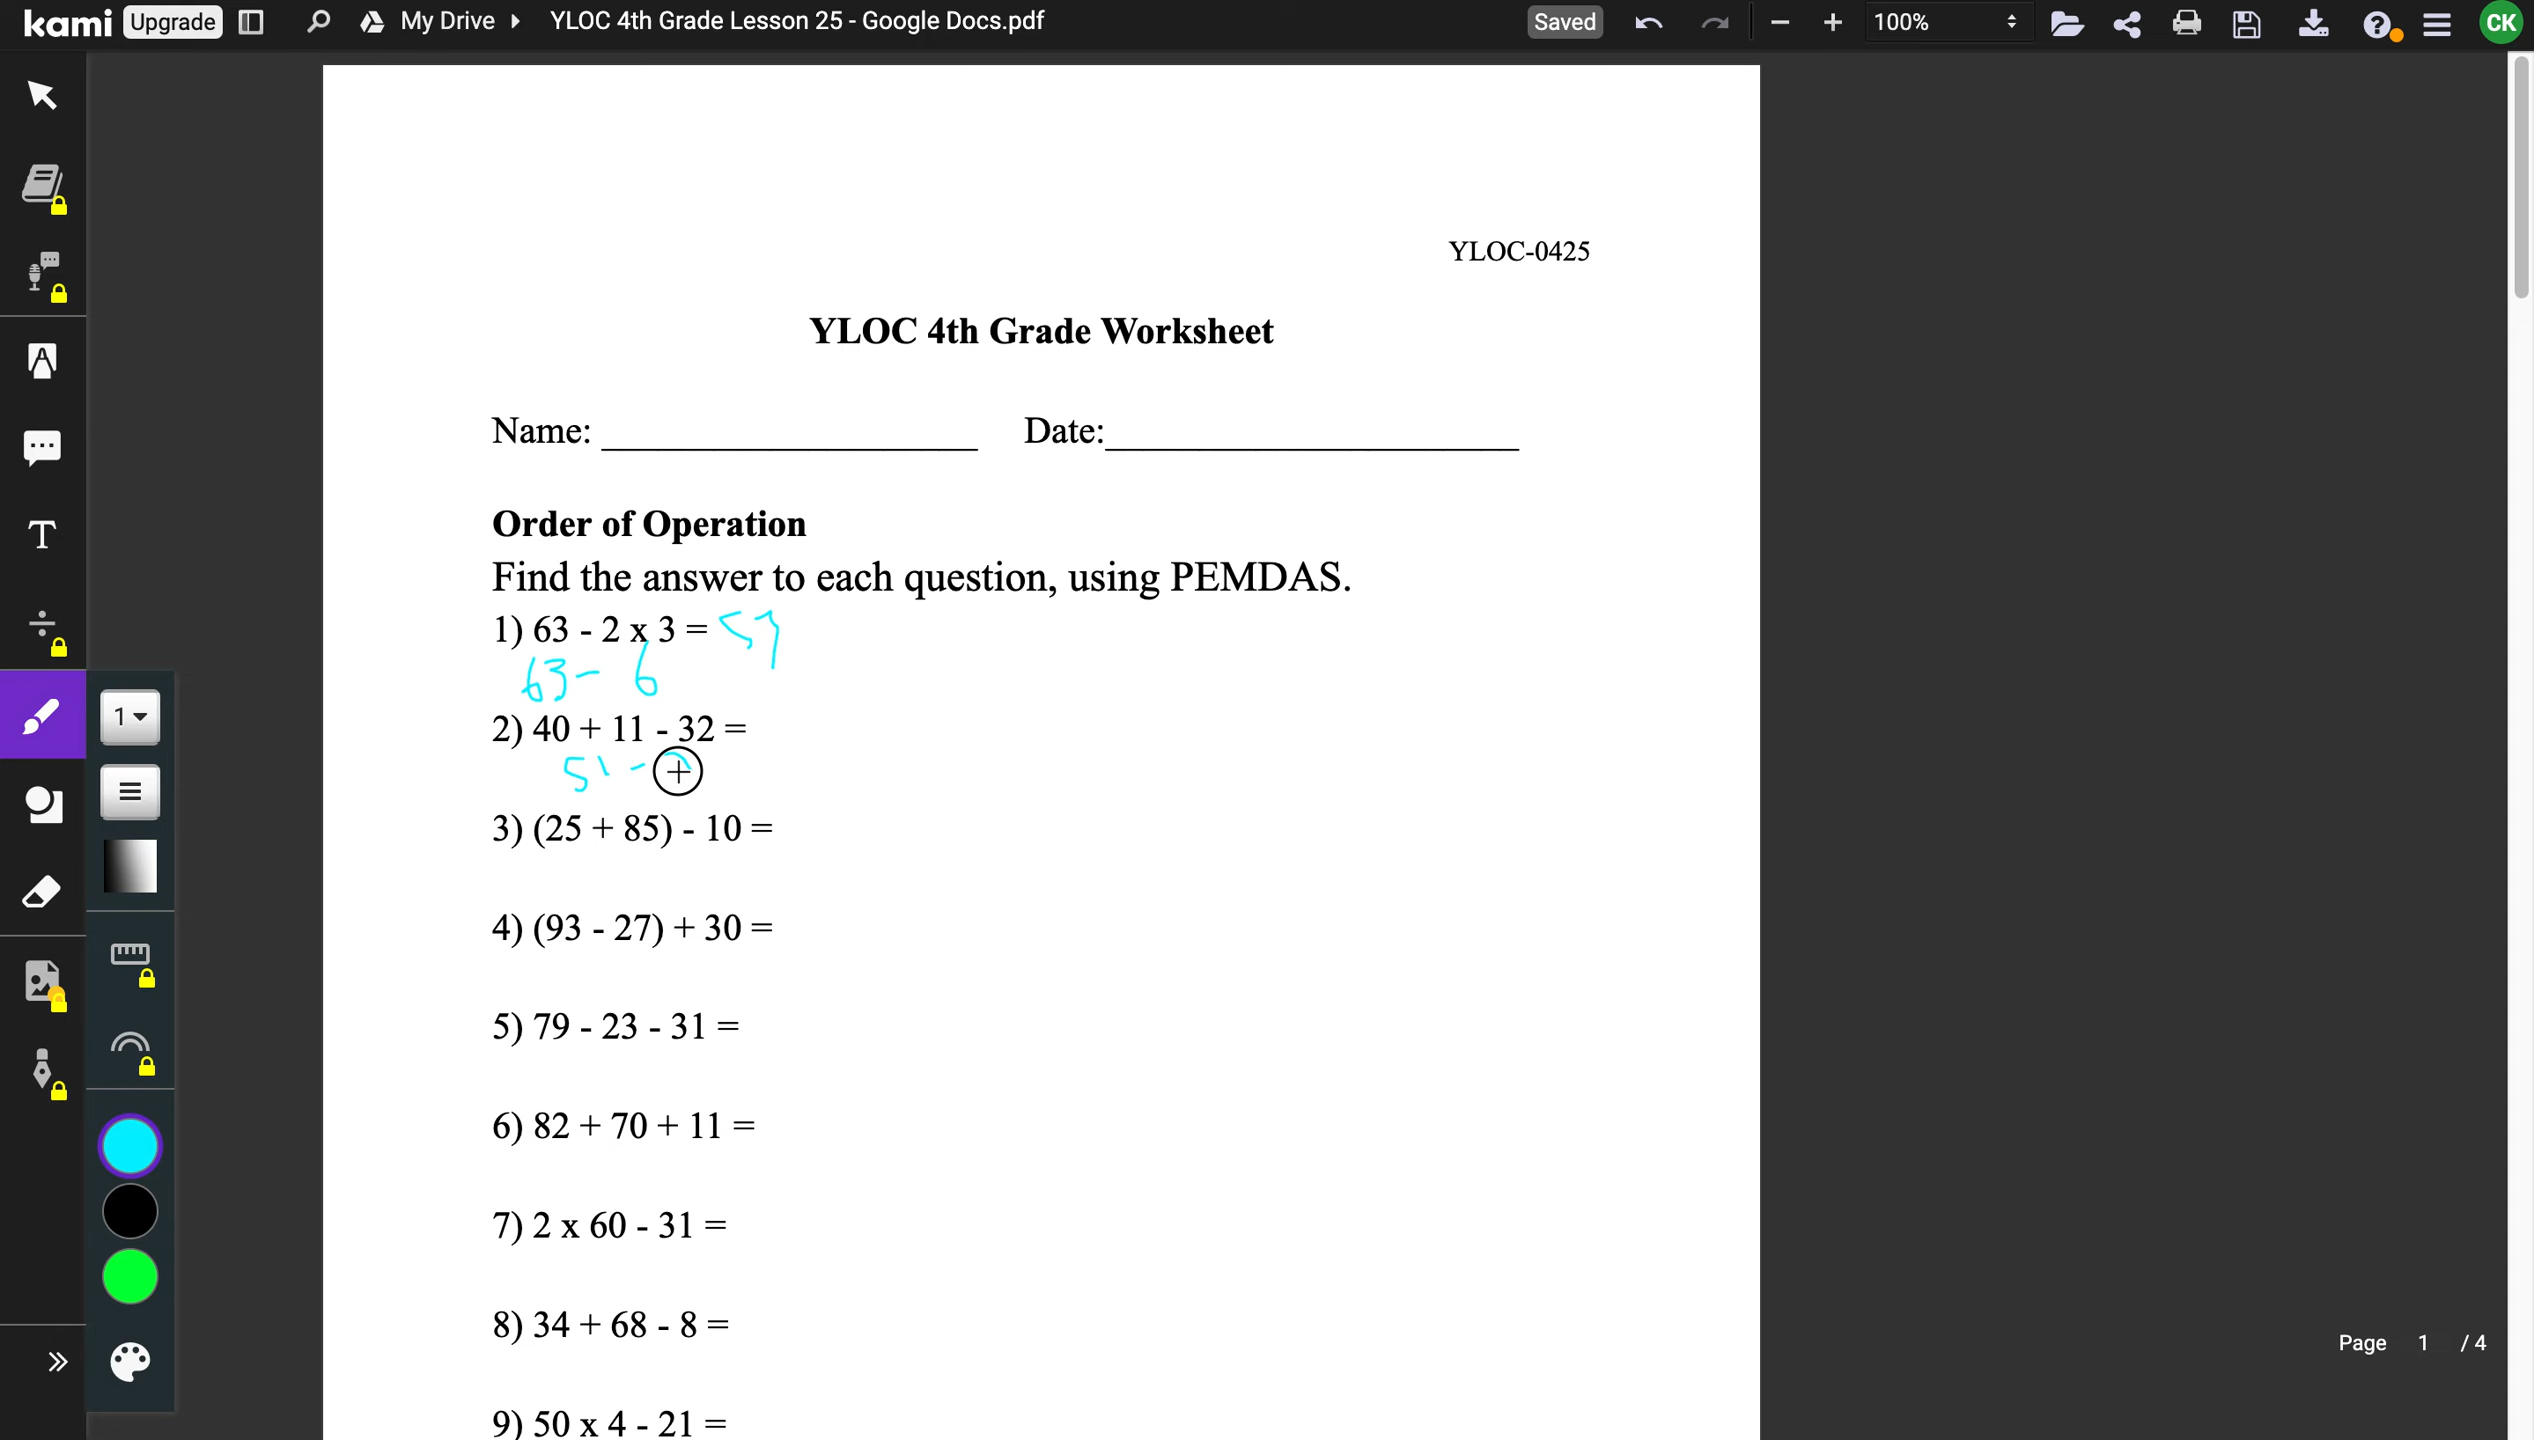 kami Upgrade My Drive YLOC 4th Grade Lesson 25 - Google Docs.pdf Saved 100% CK
YLOC-0425
YLOC 4th Grade Worksheet
Name: ____________________ Date:______________________
Order of Operation
Find the answer to each question, using PEMDAS.
1) 63 - 2 x 3 = 57
63 - 6
2) 40 + 11 - 32 =
51 -
3) (25 + 85) - 10 =
4) (93 - 27) + 30 =
5) 79 - 23 - 31 =
6) 82 + 70 + 11 =
7) 2 x 60 - 31 =
8) 34 + 68 - 8 =
9) 50 x 4 - 21 =
1
Page 1 / 4